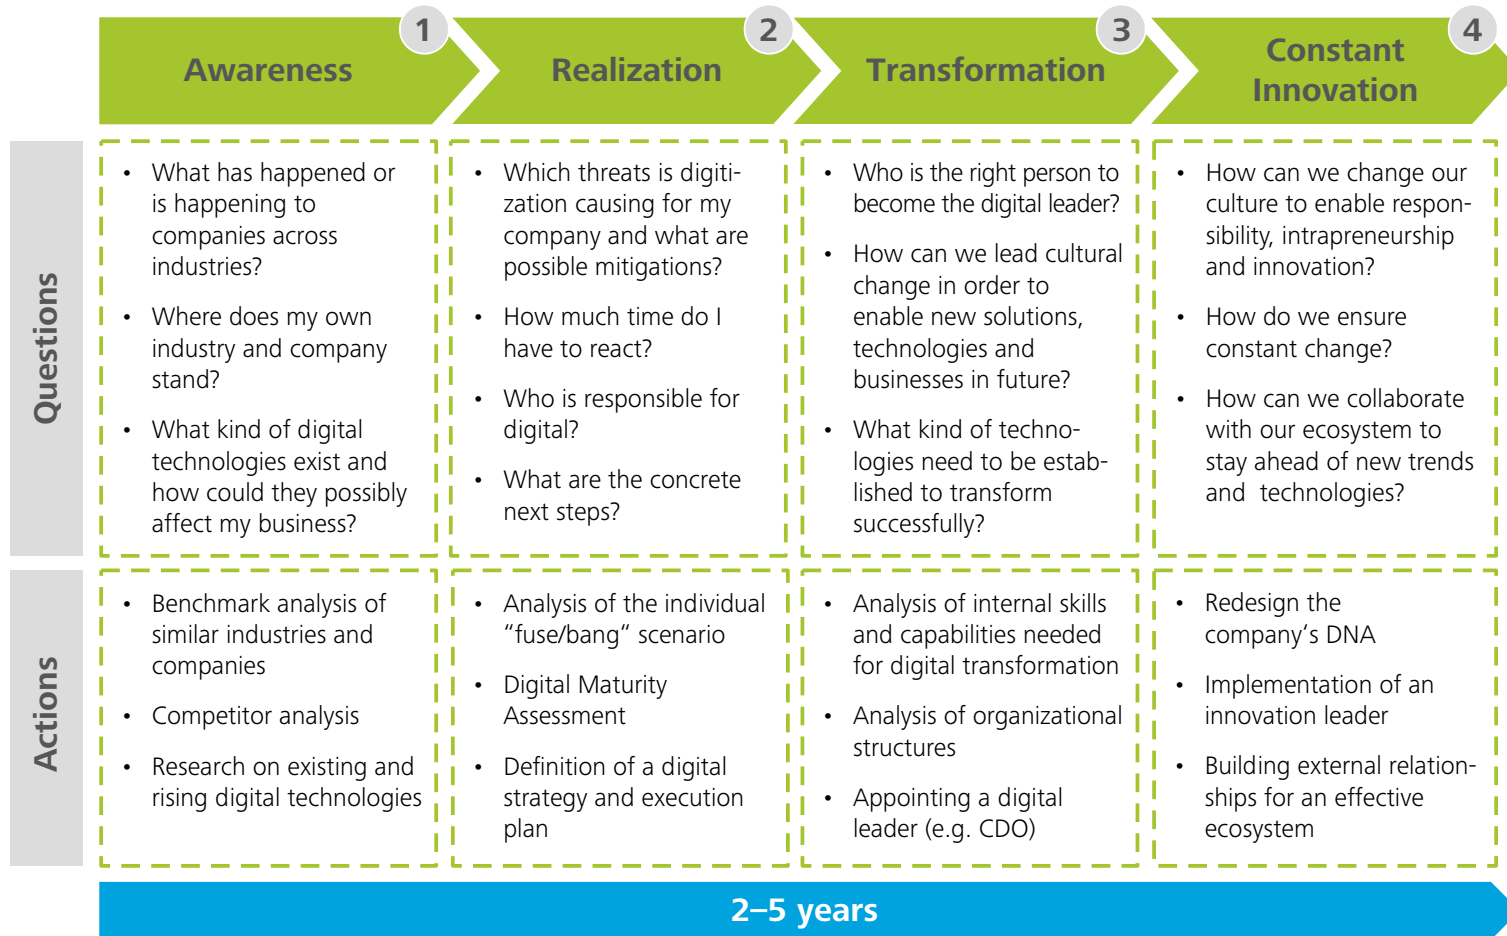 1
2
3
4
Awareness
Realization
Transformation
Constant
Innovation
Questions
• What has happened or
is happening to
companies across
industries?
• Where does my own
industry and company
stand?
• What kind of digital
technologies exist and
how could they possibly
affect my business?
• Which threats is digiti-
zation causing for my
company and what are
possible mitigations?
• How much time do I
have to react?
• Who is responsible for
digital?
• What are the concrete
next steps?
• Who is the right person to
become the digital leader?
• How can we lead cultural
change in order to
enable new solutions,
technologies and
businesses in future?
• What kind of techno-
logies need to be estab-
lished to transform
successfully?
• How can we change our
culture to enable respon-
sibility, intrapreneurship
and innovation?
• How do we ensure
constant change?
• How can we collaborate
with our ecosystem to
stay ahead of new trends
and  technologies?
Actions
• Benchmark analysis of
similar industries and
companies
• Competitor analysis
• Research on existing and
rising digital technologies
• Analysis of the individual
“fuse/bang“ scenario
• Digital Maturity
Assessment
• Definition of a digital
strategy and execution
plan
• Analysis of internal skills
and capabilities needed
for digital transformation
• Analysis of organizational
structures
• Appointing a digital
leader (e.g. CDO)
• Redesign the
company‘s DNA
• Implementation of an
innovation leader
• Building external relation-
ships for an effective
ecosystem
2–5 years